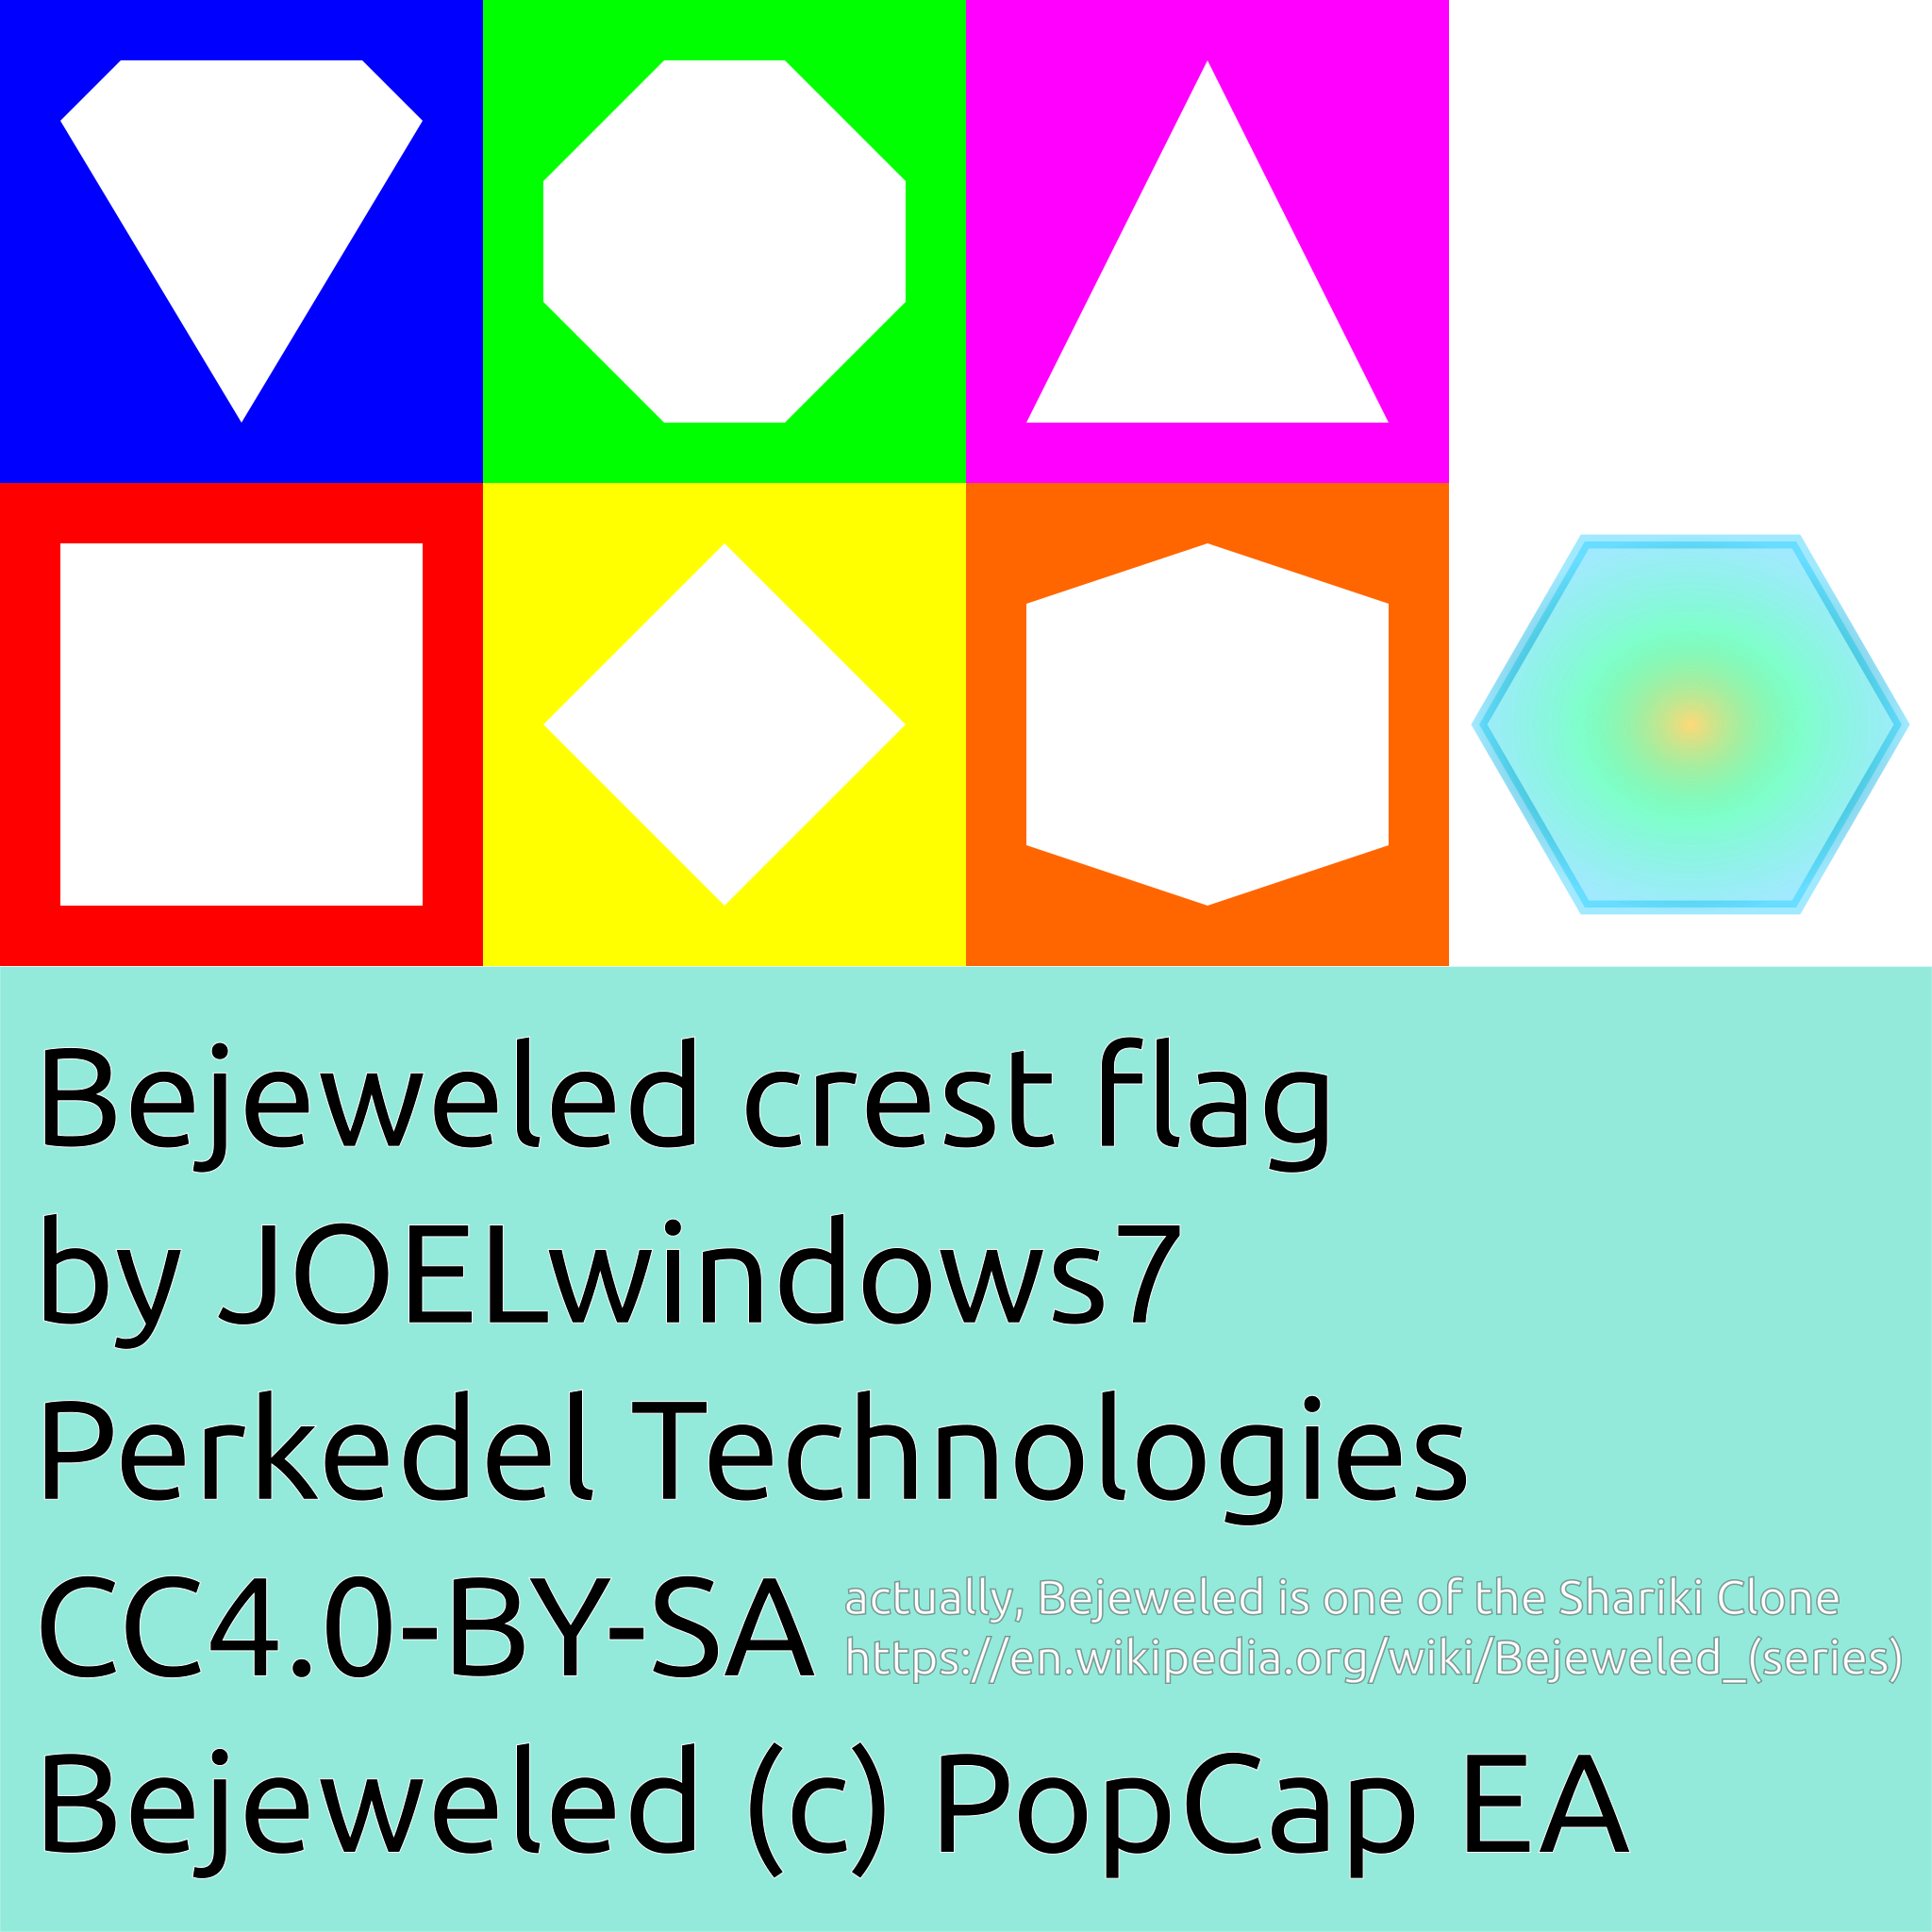 Bejeweled crest flag
by JOELwindows7
Perkedel Technologies
CC4.0-BY-SA
actually, Bejeweled is one of the Shariki Clone
https://en.wikipedia.org/wiki/Bejeweled_(series)
Bejeweled (c) PopCap EA